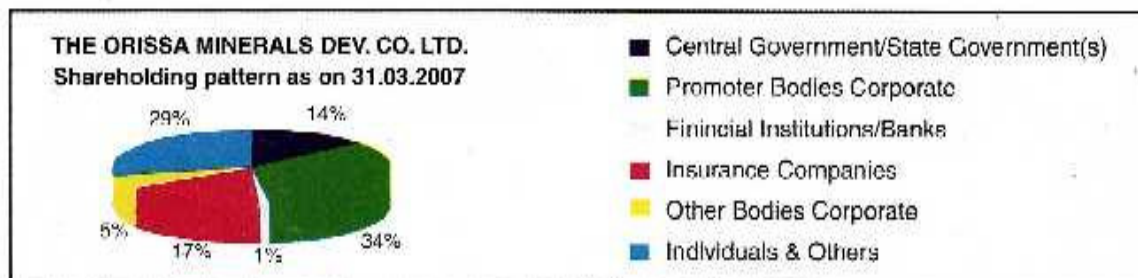 THE ORISSA MINERALS DEV. CO. LTD.
Shareholding pattern as on 31.03.2007
29%
14%
5%
17%
1%
34%
Central Government/State Government(s)
Promoter Bodies Corporate
Finincial Institutions/Banks
Insurance Companies
Other Bodies Corporate
Individuals & Others